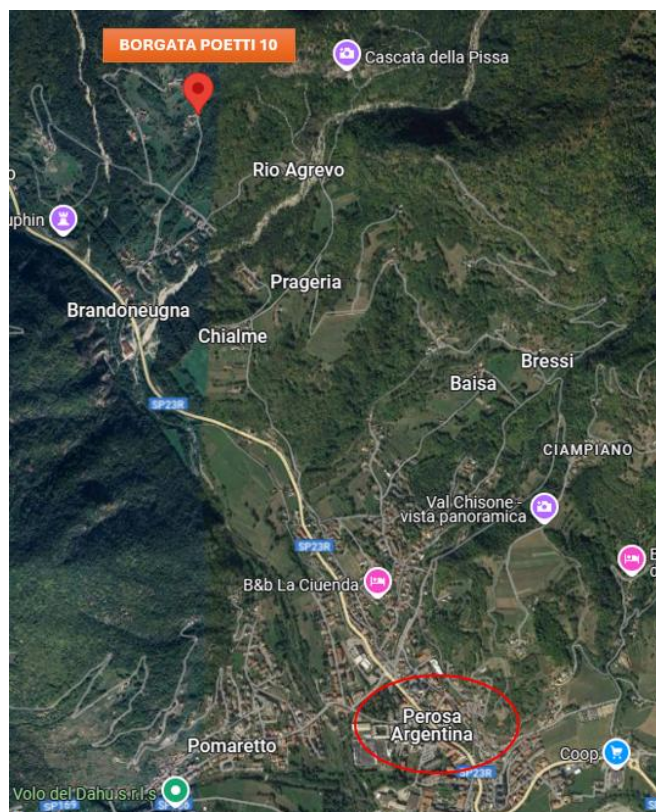 BORGATA POETTI 10
Cascata della Pissa
Rio Agrevo
uphin
Prageria
Brandoneugna
Chialme
Bressi
Baisa
SP23R
CIAMPIANO
Val Chisone -
vista panoramica
SP23R
B&b La Ciuenda
Perosa
Argentina
Pomaretto
Coop
SP23R
Volo del Dahu s.r.l.s
SP169